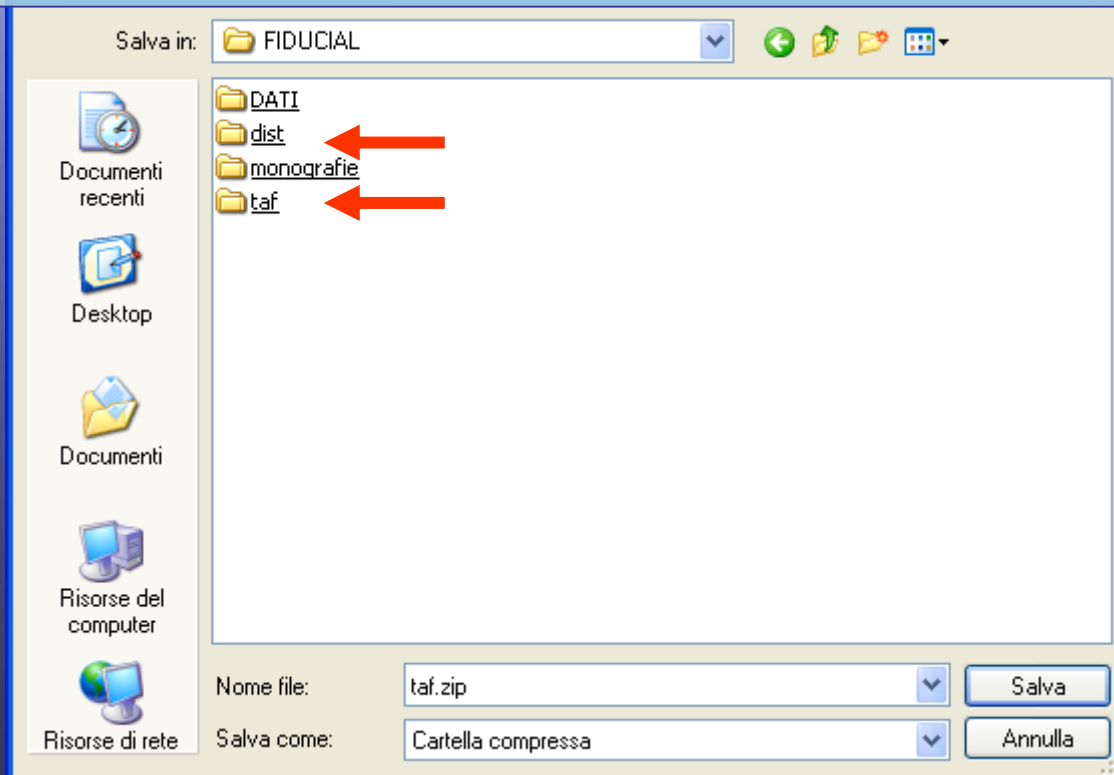 Salva in: FIDUCIAL
DATI
dist
monografie
taf
Documenti
recenti
Desktop
Documenti
Risorse del
computer
Risorse di rete
Nome file: taf.zip Salva
Salva come: Cartella compressa Annulla